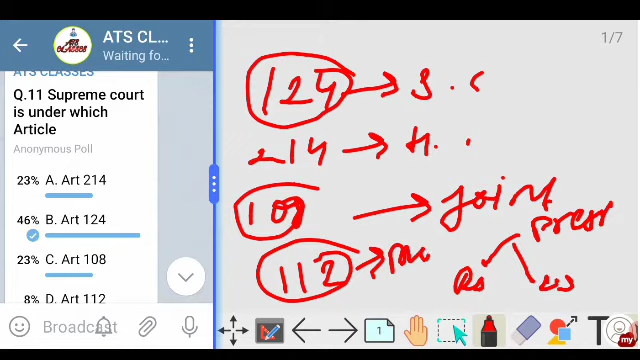 ATS CL...
Waiting fo...
ATS CLASSES
Q.11 Supreme court
is under which
Article
Anonymous Poll
23% A. Art 214
46% B. Art 124
23% C. Art 108
8% D. Art 112
Broadcast
1/7
124 → S. C
214 → H.
108 → Joint
112 →
1
T
my